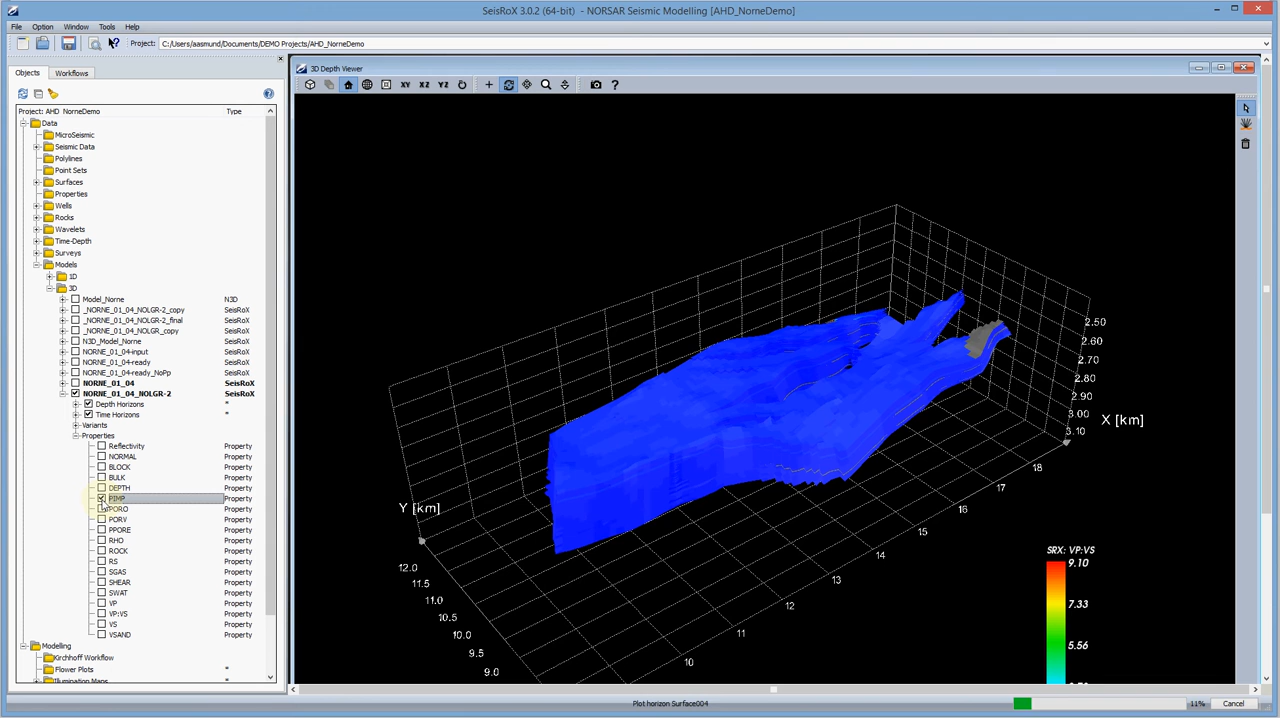 SeisRoX 3.0.2 (64-bit) - NORSAR Seismic Modelling [AHD_NorneDemo]
File Option Window Tools Help
Project: C:/Users/aasmund/Documents/DEMO Projects/AHD_NorneDemo
Objects Workflows
Project: AHD_NorneDemo Type
Data
MicroSeismic
Seismic Data
Polylines
Point Sets
Surfaces
Properties
Wells
Rocks
Wavelets
Time-Depth
Surveys
Models
1D
3D
Model_Norne N3D
_NORNE_01_04_NOLGR-2_copy SeisRoX
_NORNE_01_04_NOLGR-2_final SeisRoX
_NORNE_01_04_NOLGR_copy SeisRoX
N3D_Model_Norne SeisRoX
NORNE_01_04-input SeisRoX
NORNE_01_04-ready SeisRoX
NORNE_01_04-ready_NoPp SeisRoX
NORNE_01_04 SeisRoX
NORNE_01_04_NOLGR-2 SeisRoX
Depth Horizons *
Time Horizons *
Variants
Properties
Reflectivity Property
NORMAL Property
BLOCK Property
BULK Property
DEPTH Property
PIMP Property
PORO Property
PORV Property
PPORE Property
RHO Property
ROCK Property
RS Property
SGAS Property
SHEAR Property
SWAT Property
VP Property
VP:VS Property
VS Property
VSAND Property
Modelling
Kirchhoff Workflow
Flower Plots *
Illumination Maps *
3D Depth Viewer
XY XZ YZ
2.50
2.60
2.70
2.80
2.90
3.00
3.10
X [km]
18
17
16
15
14
13
12
11
10
Y [km]
12.0
11.5
11.0
10.5
10.0
9.5
9.0
SRX: VP:VS
9.10
7.33
5.56
Plot horizon Surface004 11% Cancel